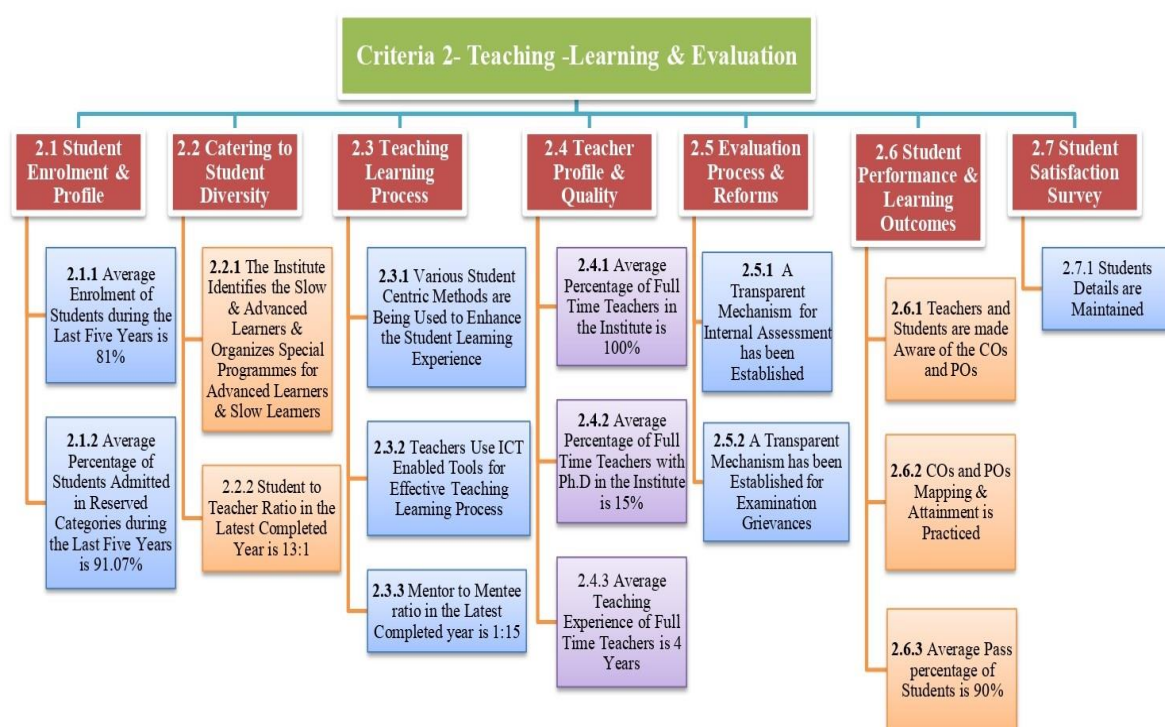 Criteria 2- Teaching -Learning & Evaluation
2.1 Student
Enrolment &
Profile
2.1.1 Average
Enrolment of
Students during the
Last Five Years is
81%
2.1.2 Average
Percentage of
Students Admitted
in Reserved
Categories during
the Last Five Years
is 91.07%
2.2 Catering to
Student
Diversity
2.2.1 The Institute
Identifies the Slow
& Advanced
Learners &
Organizes Special
Programmes for
Advanced Learners
& Slow Learners
2.2.2 Student to
Teacher Ratio in the
Latest Completed
Year is 13:1
2.3 Teaching
Learning
Process
2.3.1 Various Student
Centric Methods are
Being Used to Enhance
the Student Learning
Experience
2.3.2 Teachers Use ICT
Enabled Tools for
Effective Teaching
Learning Process
2.3.3 Mentor to Mentee
ratio in the Latest
Completed year is 1:15
2.4 Teacher
Profile &
Quality
2.4.1 Average
Percentage of Full
Time Teachers in
the Institute is
100%
2.4.2 Average
Percentage of Full
Time Teachers with
Ph.D in the Institute
is 15%
2.4.3 Average
Teaching
Experience of Full
Time Teachers is 4
Years
2.5 Evaluation
Process &
Reforms
2.5.1 A
Transparent
Mechanism for
Internal Assessment
has been
Established
2.5.2 A Transparent
Mechanism has been
Established for
Examination
Grievances
2.6 Student
Performance &
Learning
Outcomes
2.6.1 Teachers and
Students are made
Aware of the COs
and POs
2.6.2 COs and POs
Mapping &
Attainment is
Practiced
2.6.3 Average Pass
percentage of
Students is 90%
2.7 Student
Satisfaction
Survey
2.7.1 Students
Details are
Maintained